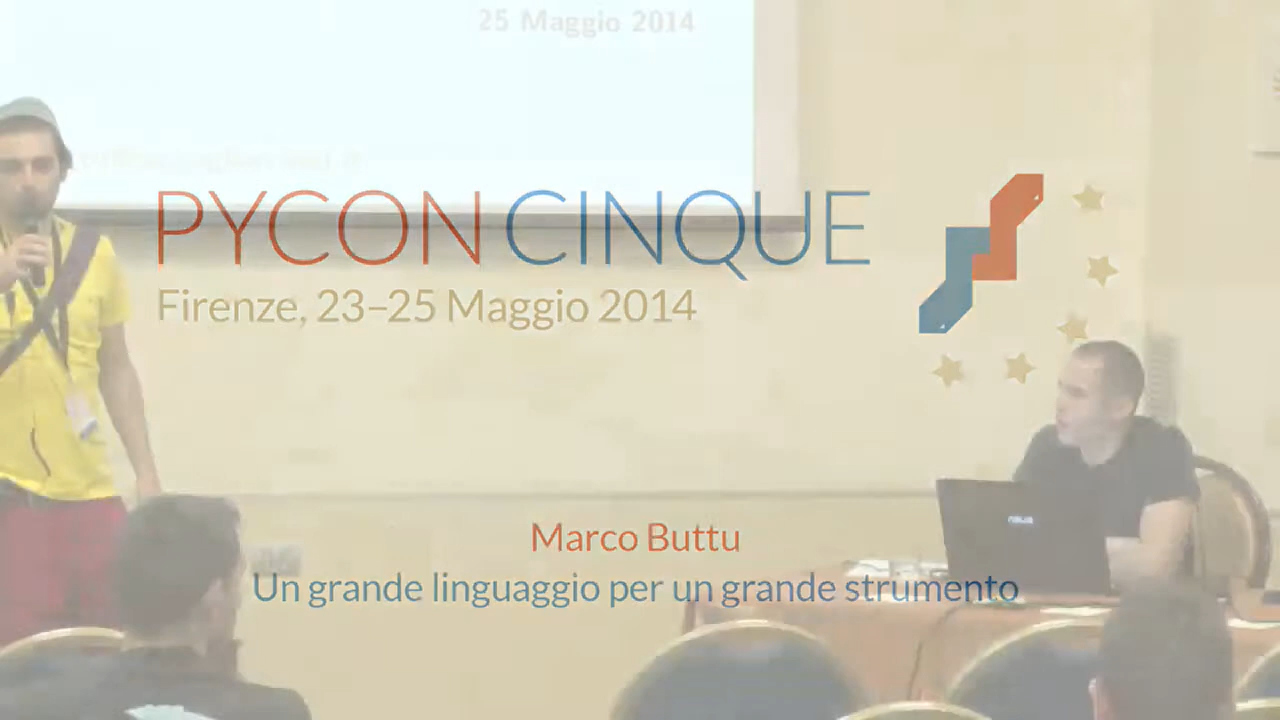 25 Maggio 2014
PYCON CINQUE
Firenze, 23–25 Maggio 2014
Marco Buttu
Un grande linguaggio per un grande strumento